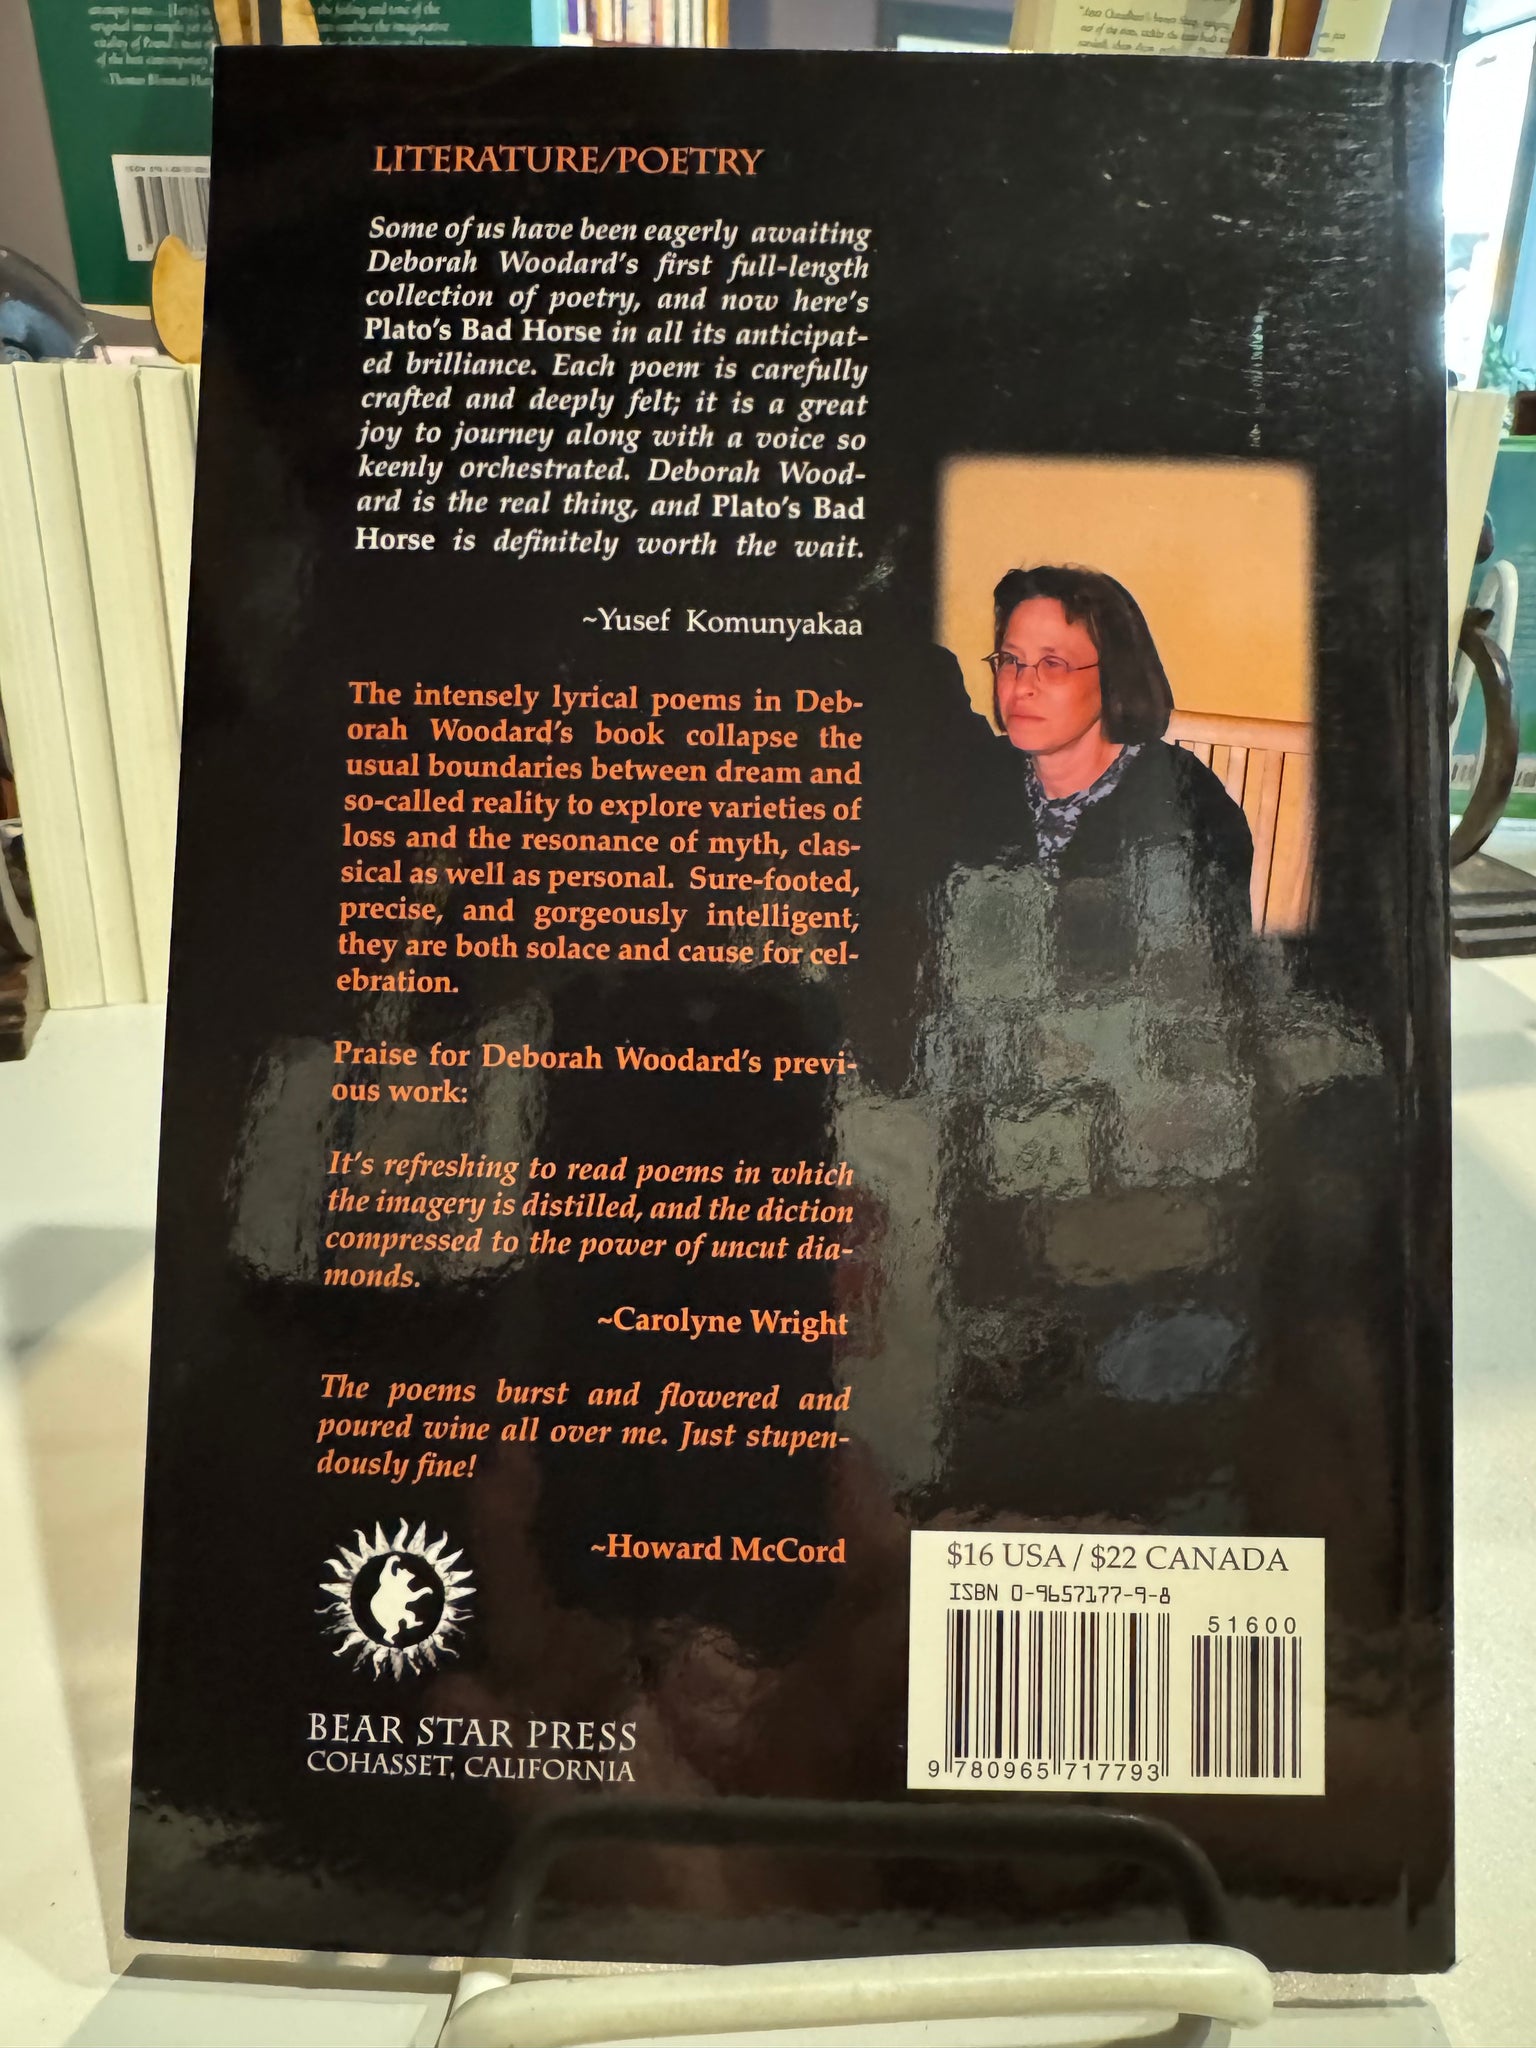 LITERATURE/POETRY
Some of us have been eagerly awaiting
Deborah Woodard's first full-length
collection of poetry, and now here's
Plato's Bad Horse in all its anticipat-
ed brilliance. Each poem is carefully
crafted and deeply felt; it is a great
joy to journey along with a voice so
keenly orchestrated. Deborah Wood-
ard is the real thing, and Plato's Bad
Horse is definitely worth the wait.
~Yusef Komunyakaa
The intensely lyrical poems in Deb-
orah Woodard's book collapse the
usual boundaries between dream and
so-called reality to explore varieties of
loss and the resonance of myth, clas-
sical as well as personal. Sure-footed,
precise, and gorgeously intelligent,
they are both solace and cause for cel-
ebration.
Praise for Deborah Woodard's previ-
ous work:
It's refreshing to read poems in which
the imagery is distilled, and the diction
compressed to the power of uncut dia-
monds.
~Carolyne Wright
The poems burst and flowered and
poured wine all over me. Just stupen-
dously fine!
~Howard McCord
BEAR STAR PRESS
COHASSET, CALIFORNIA
$16 USA / $22 CANADA
ISBN 0-9657177-9-8
51600
9 780965 717793